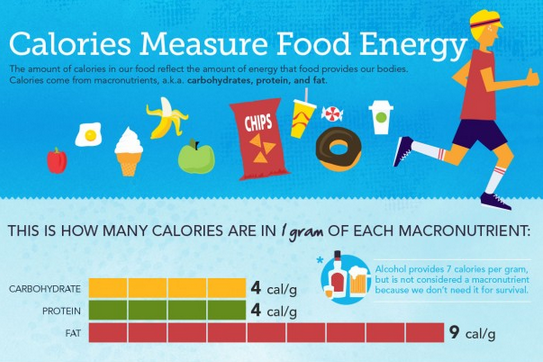 Calories Measure Food Energy
The amount of calories in our food reflect the amount of energy that food provides our bodies.
Calories come from macronutrients, a.k.a. carbohydrates, protein, and fat.
CHIPS
THIS IS HOW MANY CALORIES ARE IN 1 gram OF EACH MACRONUTRIENT:
* Alcohol provides 7 calories per gram,
but is not considered a macronutrient
because we don't need it for survival.
CARBOHYDRATE 4 cal/g
PROTEIN 4 cal/g
FAT 9 cal/g